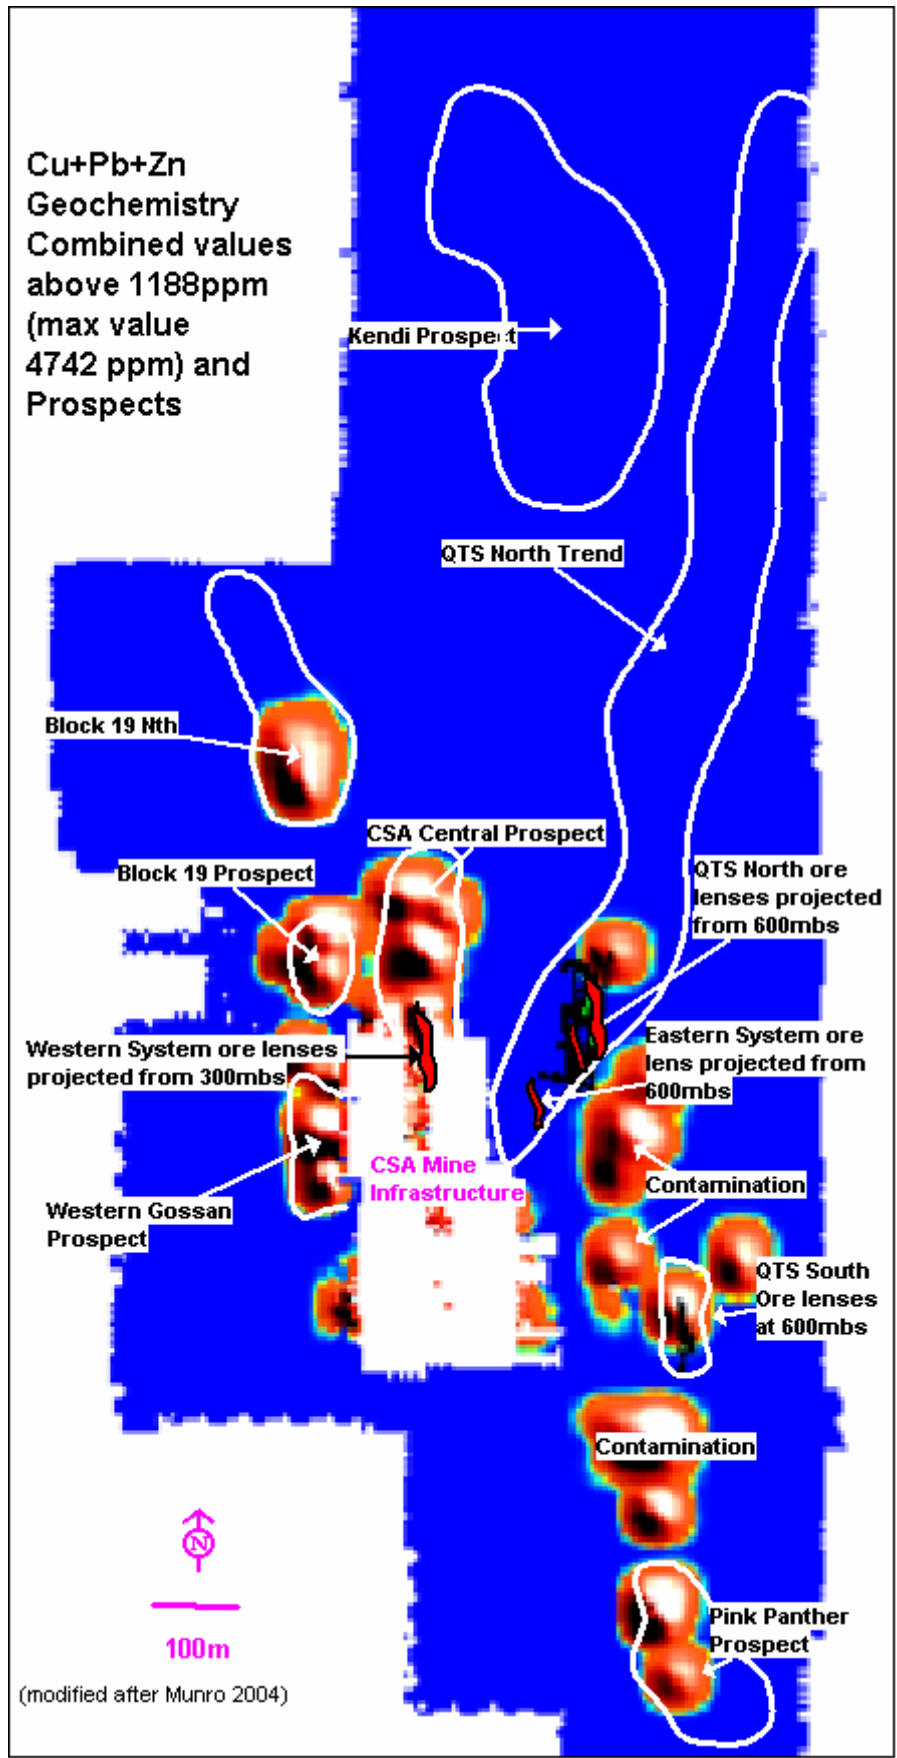 Cu+Pb+Zn
Geochemistry
Combined values
above 1188ppm
(max value
4742 ppm) and
Prospects
Kendi Prospect
QTS North Trend
Block 19 Nth
CSA Central Prospect
Block 19 Prospect
QTS North ore
lenses projected
from 600mbs
Western System ore lenses
projected from 300mbs
Eastern System ore
lens projected from
600mbs
CSA Mine
Infrastructure
Contamination
Western Gossan
Prospect
QTS South
Ore lenses
at 600mbs
Contamination
N
100m
Pink Panther
Prospect
(modified after Munro 2004)